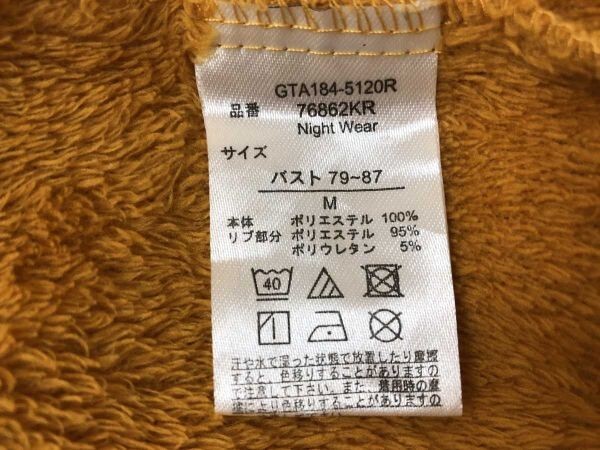 GTA184-5120R
品番 76862KR
Night Wear
サイズ
バスト 79~87
M
本体 ポリエステル 100%
リブ部分 ポリエステル 95%
ポリウレタン 5%
40
汗や水で湿った状態で放置したり摩擦
すると、色移りすることがありますの
で注意して下さい。また、着用時の摩
擦により色移りすることがあります。